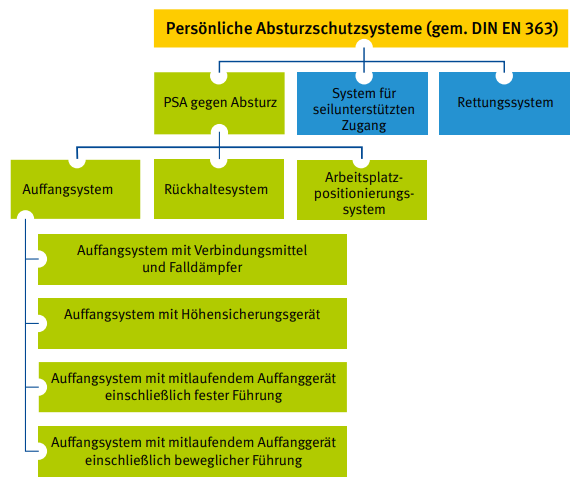 Persönliche Absturzschutzsysteme (gem. DIN EN 363)
PSA gegen Absturz
System für
seilunterstützten
Zugang
Rettungssystem
Auffangsystem
Rückhaltesystem
Arbeitsplatz-
positionierungs-
system
Auffangsystem mit Verbindungsmittel
und Falldämpfer
Auffangsystem mit Höhensicherungsgerät
Auffangsystem mit mitlaufendem Auffanggerät
einschließlich fester Führung
Auffangsystem mit mitlaufendem Auffanggerät
einschließlich beweglicher Führung